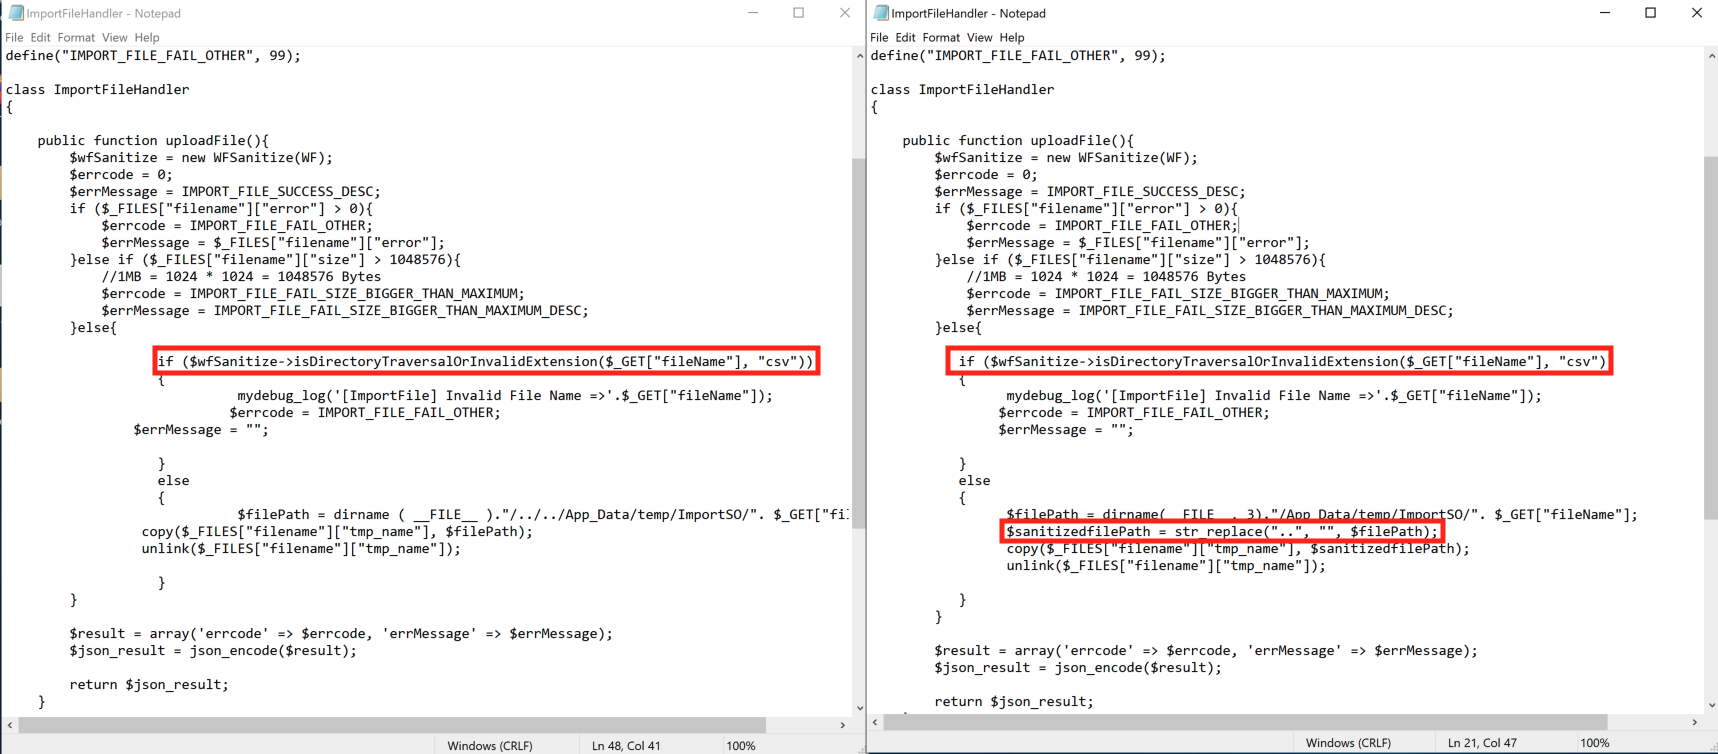 ImportFileHandler - Notepad
File Edit Format View Help
define("IMPORT_FILE_FAIL_OTHER", 99);
class ImportFileHandler
{
public function uploadFile(){
$wfSanitize = new WFSanitize(WF);
$errcode = 0;
$errMessage = IMPORT_FILE_SUCCESS_DESC;
if ($_FILES["filename"]["error"] > 0){
$errcode = IMPORT_FILE_FAIL_OTHER;
$errMessage = $_FILES["filename"]["error"];
}else if ($_FILES["filename"]["size"] > 1048576){
//1MB = 1024 * 1024 = 1048576 Bytes
$errcode = IMPORT_FILE_FAIL_SIZE_BIGGER_THAN_MAXIMUM;
$errMessage = IMPORT_FILE_FAIL_SIZE_BIGGER_THAN_MAXIMUM_DESC;
}else{
if ($wfSanitize->isDirectoryTraversalOrInvalidExtension($_GET["fileName"], "csv"))
{
mydebug_log('[ImportFile] Invalid File Name =>'.$_GET["fileName"]);
$errcode = IMPORT_FILE_FAIL_OTHER;
$errMessage = "";
}
else
{
$filePath = dirname ( __FILE__ )."/../../App_Data/temp/ImportSO/". $_GET["fil
copy($_FILES["filename"]["tmp_name"], $filePath);
unlink($_FILES["filename"]["tmp_name"]);
}
}
$result = array('errcode' => $errcode, 'errMessage' => $errMessage);
$json_result = json_encode($result);
return $json_result;
}
Windows (CRLF) Ln 48, Col 41 100%
ImportFileHandler - Notepad
File Edit Format View Help
define("IMPORT_FILE_FAIL_OTHER", 99);
class ImportFileHandler
{
public function uploadFile(){
$wfSanitize = new WFSanitize(WF);
$errcode = 0;
$errMessage = IMPORT_FILE_SUCCESS_DESC;
if ($_FILES["filename"]["error"] > 0){
$errcode = IMPORT_FILE_FAIL_OTHER;
$errMessage = $_FILES["filename"]["error"];
}else if ($_FILES["filename"]["size"] > 1048576){
//1MB = 1024 * 1024 = 1048576 Bytes
$errcode = IMPORT_FILE_FAIL_SIZE_BIGGER_THAN_MAXIMUM;
$errMessage = IMPORT_FILE_FAIL_SIZE_BIGGER_THAN_MAXIMUM_DESC;
}else{
if ($wfSanitize->isDirectoryTraversalOrInvalidExtension($_GET["fileName"], "csv")
{
mydebug_log('[ImportFile] Invalid File Name =>'.$_GET["fileName"]);
$errcode = IMPORT_FILE_FAIL_OTHER;
$errMessage = "";
}
else
{
$filePath = dirname(__FILE__, 3)."/App_Data/temp/ImportSO/". $_GET["fileName"];
$sanitizedfilePath = str_replace("..", "", $filePath);
copy($_FILES["filename"]["tmp_name"], $sanitizedfilePath);
unlink($_FILES["filename"]["tmp_name"]);
}
}
$result = array('errcode' => $errcode, 'errMessage' => $errMessage);
$json_result = json_encode($result);
return $json_result;
Windows (CRLF) Ln 21, Col 47 100%